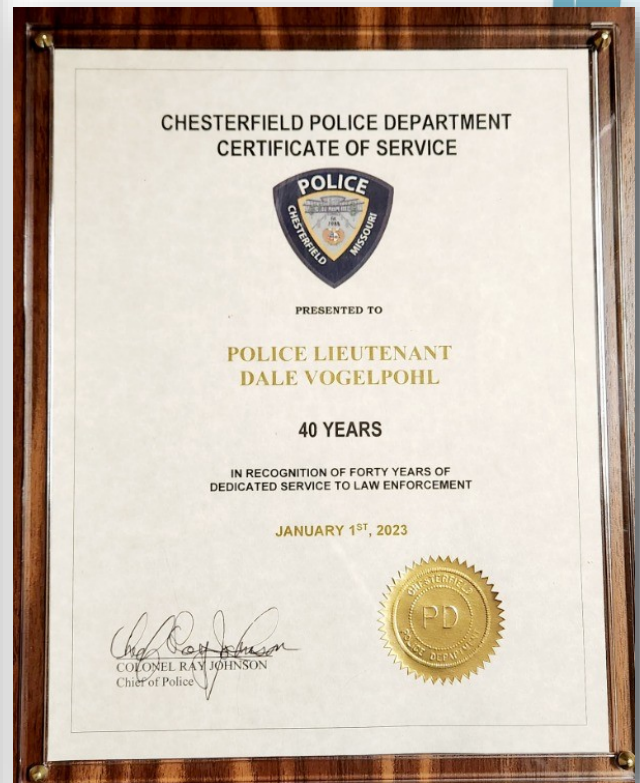 CHESTERFIELD POLICE DEPARTMENT
CERTIFICATE OF SERVICE
POLICE
CHESTERFIELD
MISSOURI
PRESENTED TO
POLICE LIEUTENANT
DALE VOGELPOHL
40 YEARS
IN RECOGNITION OF FORTY YEARS OF
DEDICATED SERVICE TO LAW ENFORCEMENT
JANUARY 1ST, 2023
COLONEL RAY JOHNSON
Chief of Police
CHESTERFIELD
PD
POLICE DEPARTMENT